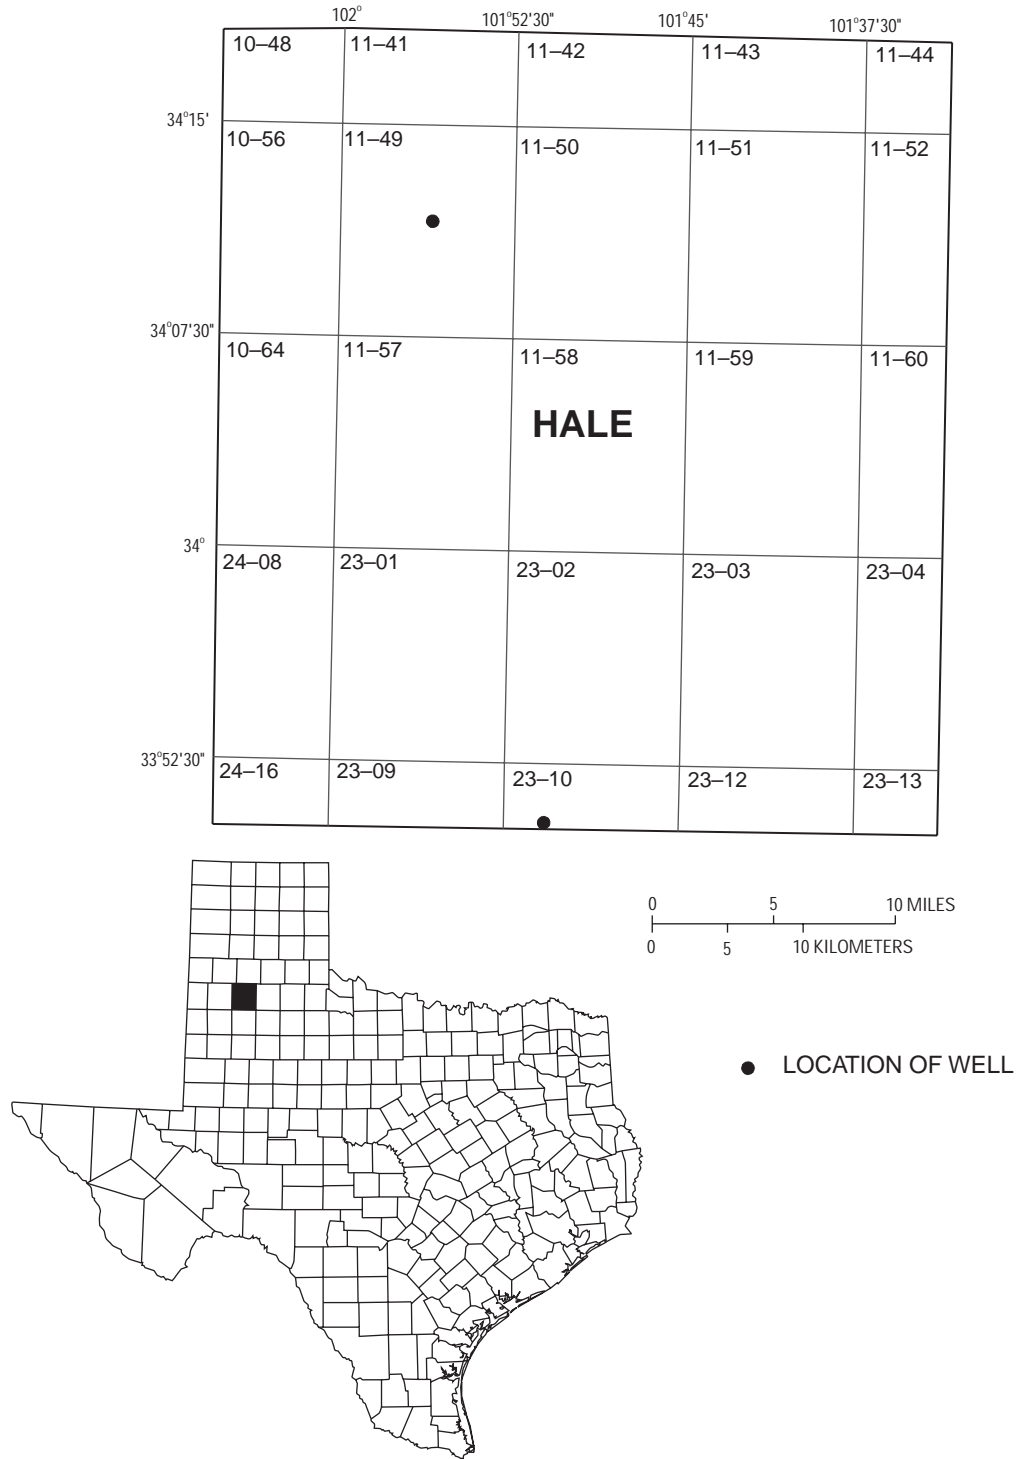 102° 101°52'30" 101°45' 101°37'30"
10–48 11–41 11–42 11–43 11–44
34°15'
10–56 11–49 11–50 11–51 11–52
34°07'30"
10–64 11–57 11–58 11–59 11–60
HALE
34°
24–08 23–01 23–02 23–03 23–04
33°52'30"
24–16 23–09 23–10 23–12 23–13
0 5 10 MILES
0 5 10 KILOMETERS
LOCATION OF WELL